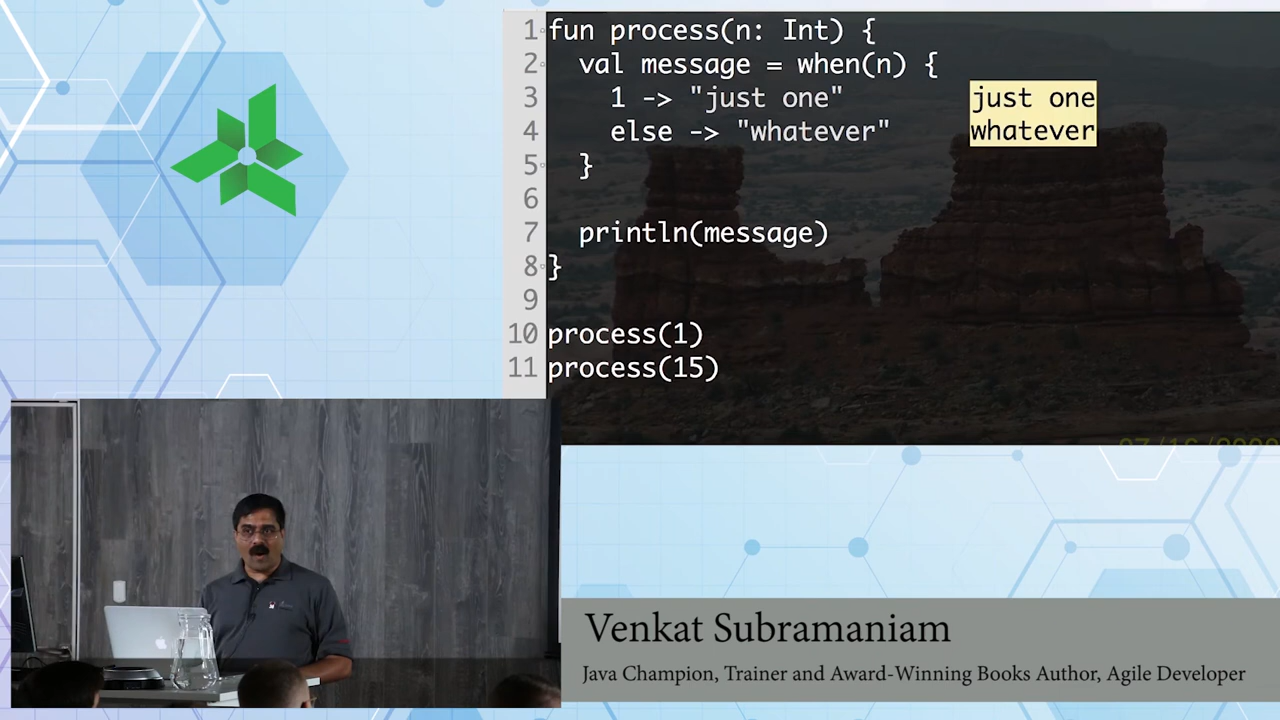 1 fun process(n: Int) {
2 val message = when(n) {
3 1 -> "just one"
4 else -> "whatever"
5 }
6
7 println(message)
8 }
9
10 process(1)
11 process(15)
just one
whatever
Venkat Subramaniam
Java Champion, Trainer and Award-Winning Books Author, Agile Developer